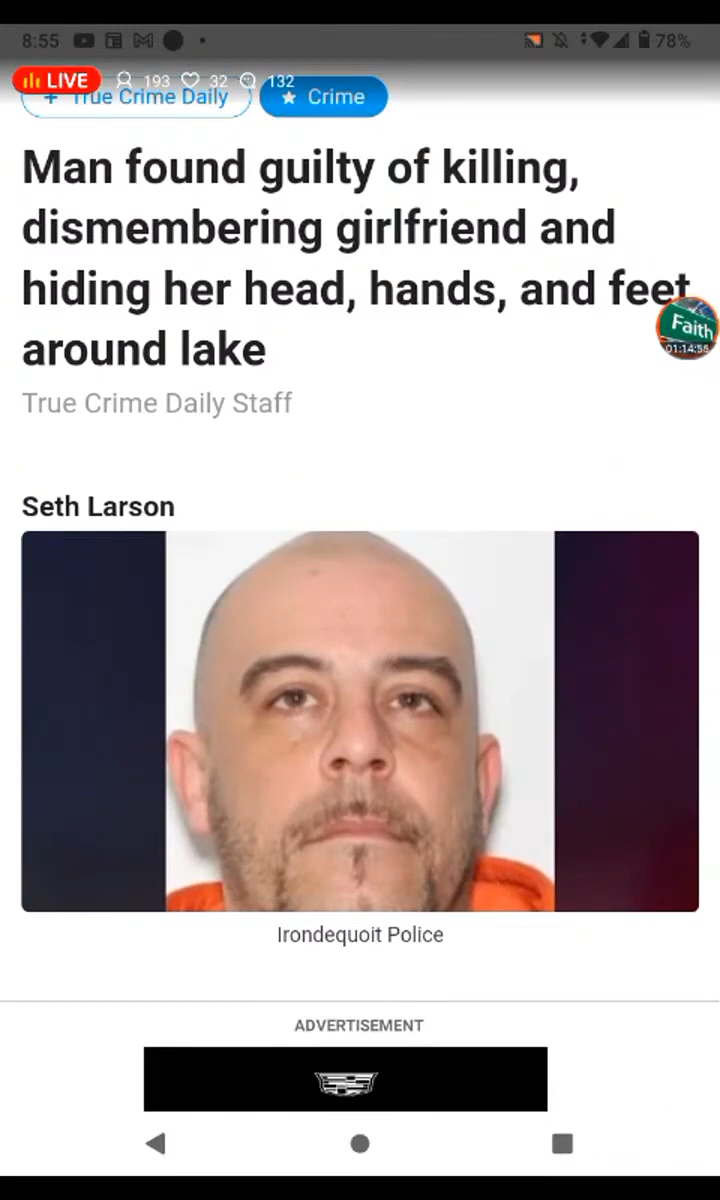 8:55
78%
LIVE 193 32 132
+ True Crime Daily
★ Crime
Man found guilty of killing,
dismembering girlfriend and
hiding her head, hands, and feet
around lake
Faith
01:14:56
True Crime Daily Staff
Seth Larson
Irondequoit Police
ADVERTISEMENT